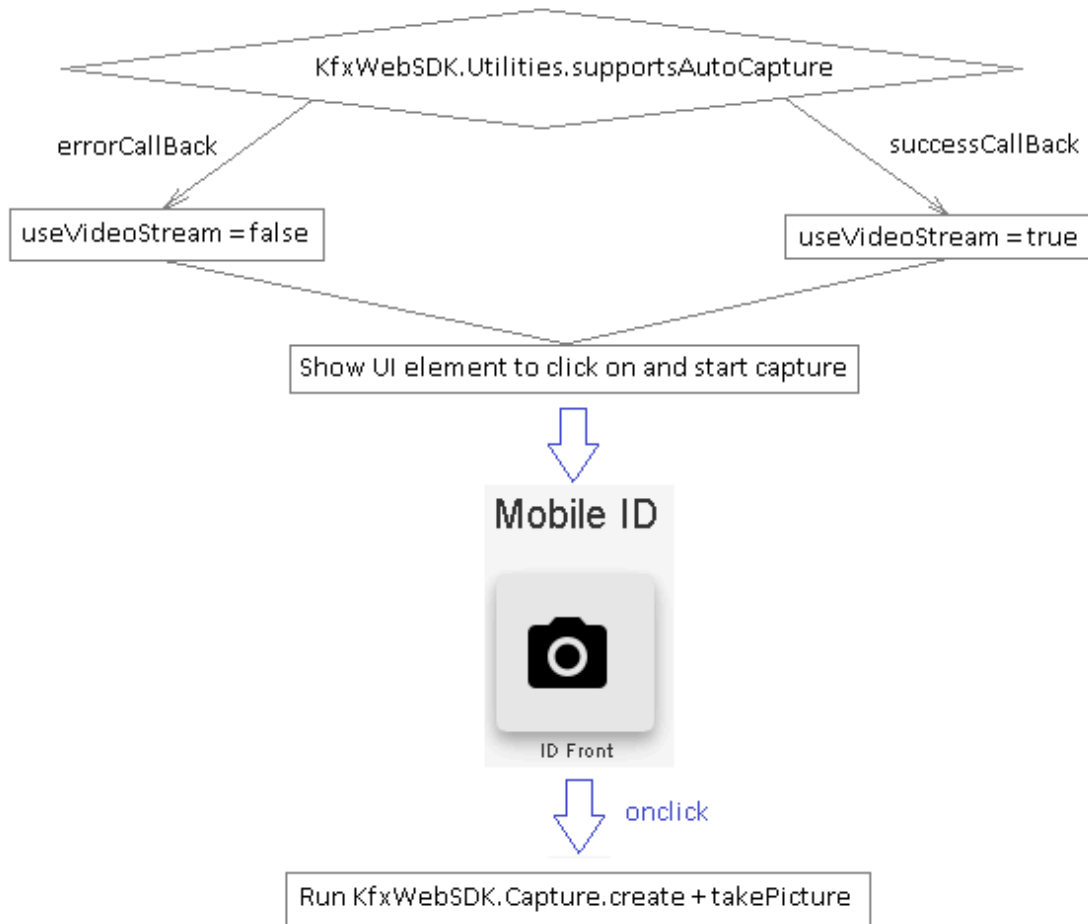 KfxWebSDK.Utilities.supportsAutoCapture
errorCallBack
successCallBack
useVideoStream = false
useVideoStream = true
Show UI element to click on and start capture
Mobile ID
ID Front
onclick
Run KfxWebSDK.Capture.create + takePicture